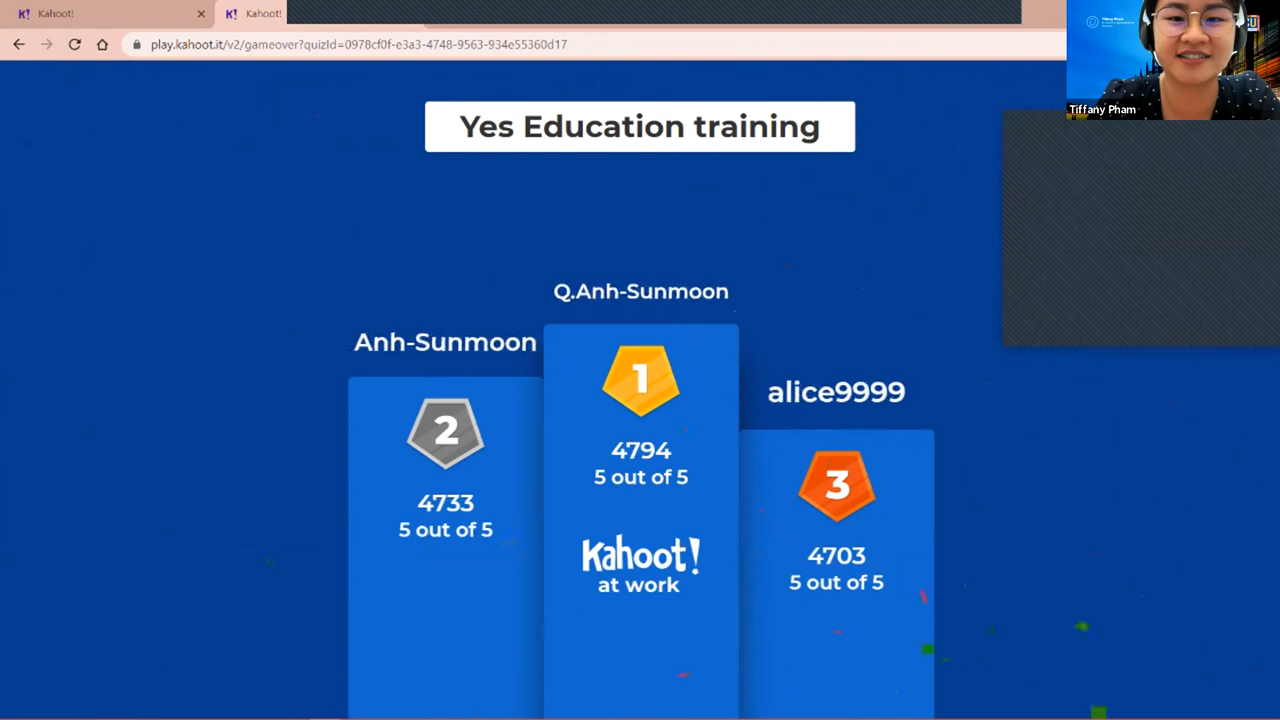 K! Kahoot!
K! Kahoot!
play.kahoot.it/v2/gameover?quizId=0978cf0f-e3a3-4748-9563-934e55360d17
Tiffany Pham
Yes Education training
Q.Anh-Sunmoon
Anh-Sunmoon
alice9999
1
4794
5 out of 5
2
4733
5 out of 5
3
4703
5 out of 5
Kahoot!
at work